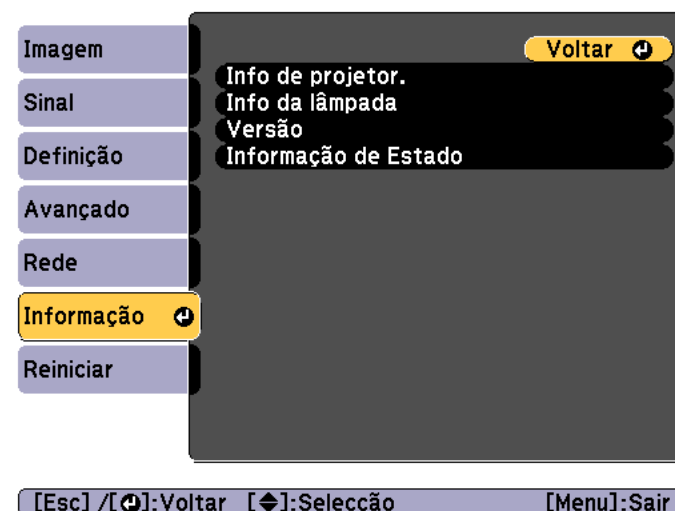 Imagem
Sinal
Definição
Avançado
Rede
Informação
Reiniciar
Voltar
Info de projetor.
Info da lâmpada
Versão
Informação de Estado
[Esc] /[⏎]:Voltar [◆]:Selecção [Menu]:Sair